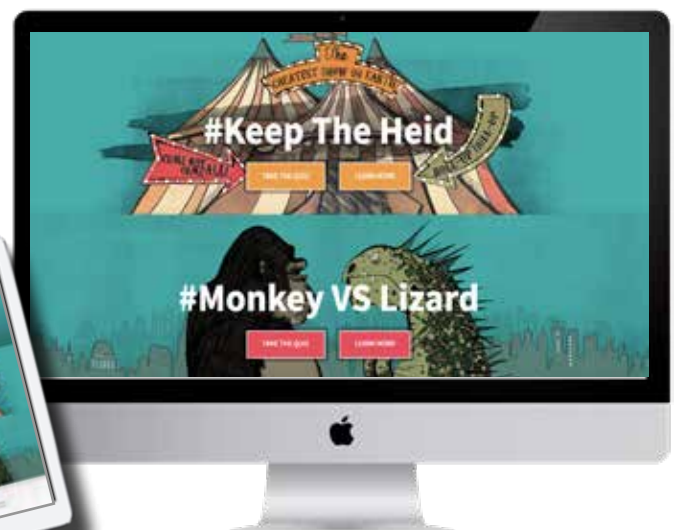 The
GREATEST SHOW ON EARTH
#Keep The Heid
TAKE THE QUIZ
LEARN MORE
#Monkey VS Lizard
TAKE THE QUIZ
LEARN MORE